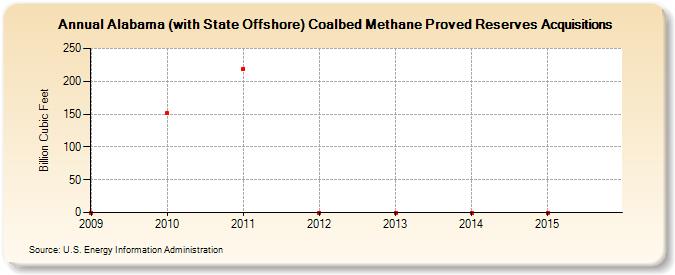 Annual Alabama (with State Offshore) Coalbed Methane Proved Reserves Acquisitions
Billion Cubic Feet
250
200
150
100
50
0
2009 2010 2011 2012 2013 2014 2015
Source: U.S. Energy Information Administration